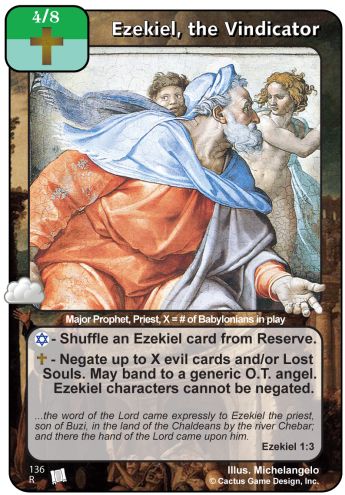 4/8
Ezekiel, the Vindicator
Major Prophet, Priest, X = # of Babylonians in play
- Shuffle an Ezekiel card from Reserve.
- Negate up to X evil cards and/or Lost
Souls. May band to a generic O.T. angel.
Ezekiel characters cannot be negated.
...the word of the Lord came expressly to Ezekiel the priest,
son of Buzi, in the land of the Chaldeans by the river Chebar;
and there the hand of the Lord came upon him.
Ezekiel 1:3
136
R
Illus. Michelangelo
© Cactus Game Design, Inc.